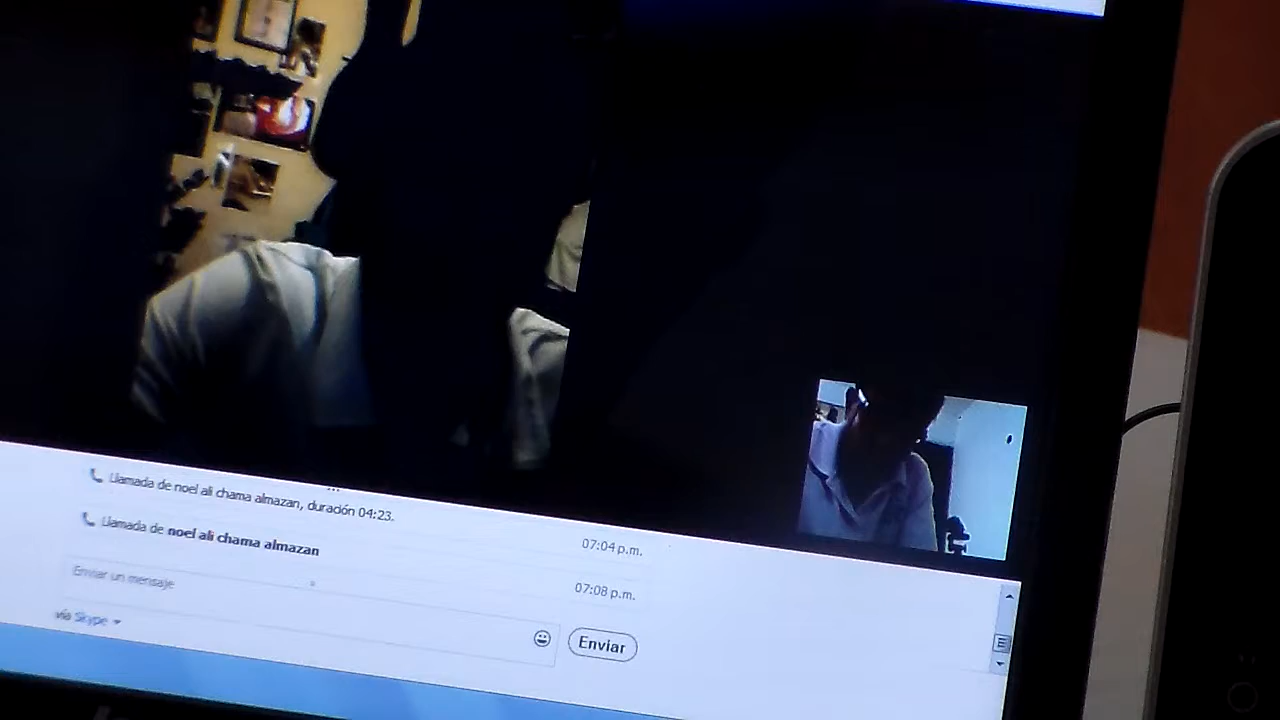 Llamada de noel ali chama almazan, duración 04:23.
07:04 p.m.
Llamada de noel ali chama almazan
07:08 p.m.
Enviar un mensaje
Enviar
vía Skype